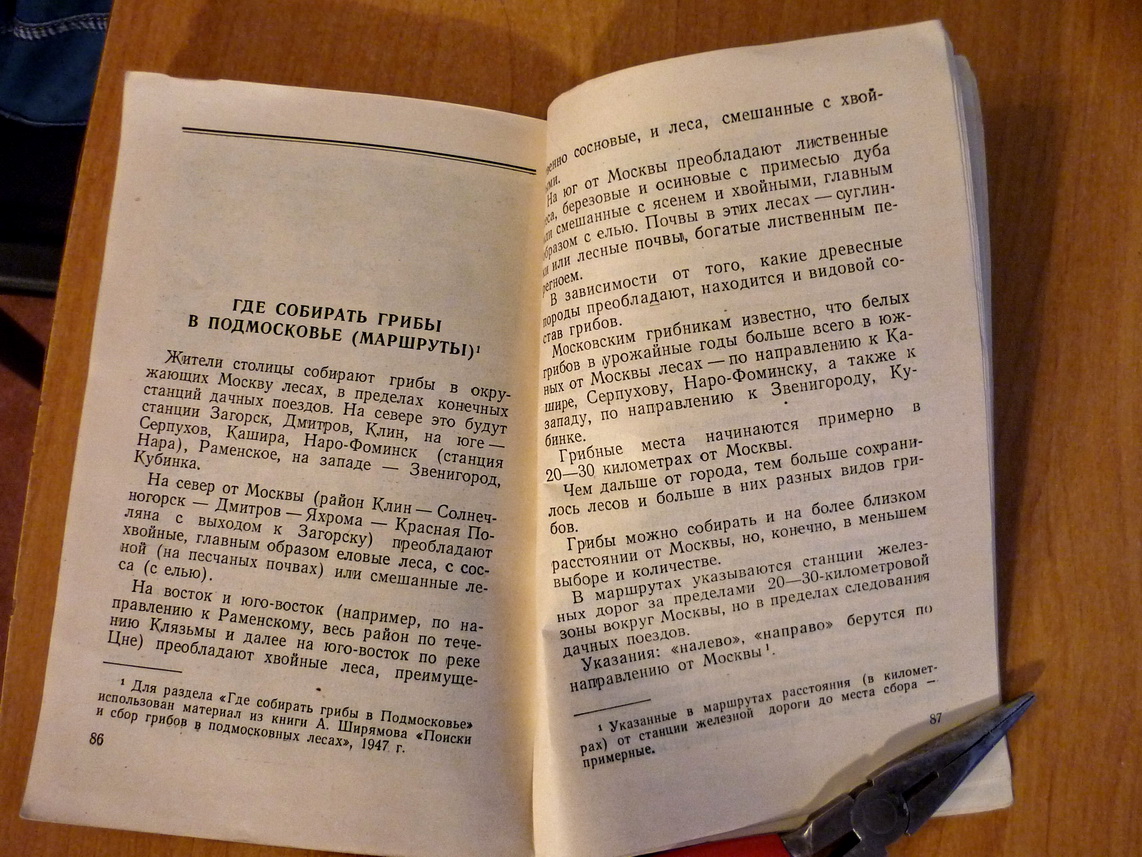 ГДЕ СОБИРАТЬ ГРИБЫ
В ПОДМОСКОВЬЕ (МАРШРУТЫ)¹
Жители столицы собирают грибы в окру-
жающих Москву лесах, в пределах конечных
станций дачных поездов. На севере это будут
станции Загорск, Дмитров, Клин, на юге —
Серпухов, Кашира, Наро-Фоминск (станция
Нара), Раменское, на западе — Звенигород,
Кубинка.
На север от Москвы (район Клин — Солнеч-
ногорск — Дмитров — Яхрома — Красная По-
ляна с выходом к Загорску) преобладают
хвойные, главным образом еловые леса, с сос-
ной (на песчаных почвах) или смешанные ле-
са (с елью).
На восток и юго-восток (например, по на-
правлению к Раменскому, весь район по тече-
нию Клязьмы и далее на юго-восток по реке
Цне) преобладают хвойные леса, преимуще-
¹ Для раздела «Где собирать грибы в Подмосковье»
использован материал из книги А. Ширямова «Поиски
и сбор грибов в подмосковных лесах», 1947 г.
86
венно сосновые, и леса, смешанные с хвой-
ыми.
На юг от Москвы преобладают лиственные
леса, березовые и осиновые с примесью дуба
или смешанные с ясенем и хвойными, главным
образом с елью. Почвы в этих лесах — суглин-
ки или лесные почвы, богатые лиственным пе-
регноем.
В зависимости от того, какие древесные
породы преобладают, находится и видовой со-
став грибов.
Московским грибникам известно, что белых
грибов в урожайные годы больше всего в юж-
ных от Москвы лесах — по направлению к Ка-
шире, Серпухову, Наро-Фоминску, а также к
западу, по направлению к Звенигороду, Ку-
бинке.
Грибные места начинаются примерно в
20—30 километрах от Москвы.
Чем дальше от города, тем больше сохрани-
лось лесов и больше в них разных видов гри-
бов.
Грибы можно собирать и на более близком
расстоянии от Москвы, но, конечно, в меньшем
выборе и количестве.
В маршрутах указываются станции желез-
ных дорог за пределами 20—30-километровой
зоны вокруг Москвы, но в пределах следования
дачных поездов.
Указания: «налево», «направо» берутся по
направлению от Москвы¹.
¹ Указанные в маршрутах расстояния (в километ-
рах) от станции железной дороги до места сбора —
примерные.
87